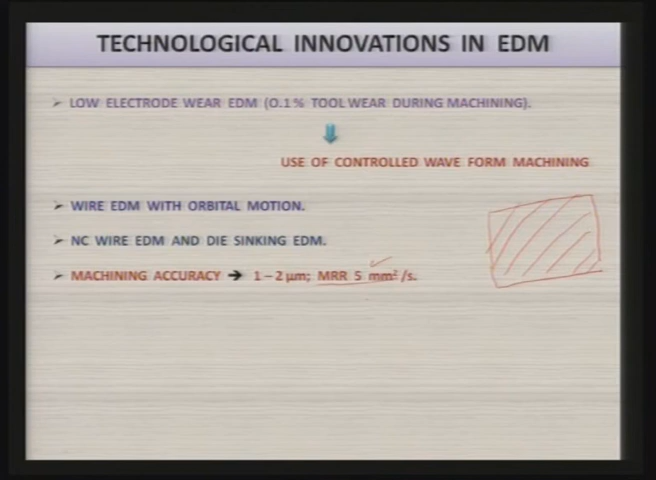 TECHNOLOGICAL INNOVATIONS IN EDM
➢ LOW ELECTRODE WEAR EDM (0.1% TOOL WEAR DURING MACHINING).
USE OF CONTROLLED WAVE FORM MACHINING
➢ WIRE EDM WITH ORBITAL MOTION.
➢ NC WIRE EDM AND DIE SINKING EDM.
➢ MACHINING ACCURACY → 1 – 2 µm; MRR 5 mm²/s.